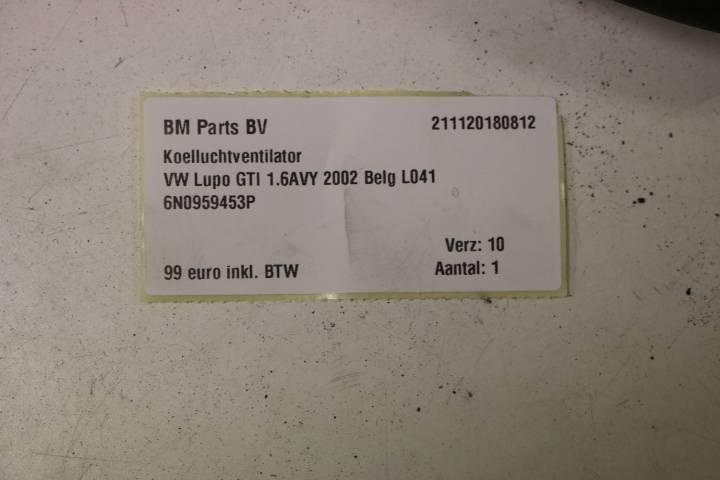 BM Parts BV 211120180812
Koelluchtventilator
VW Lupo GTI 1.6AVY 2002 Belg L041
6N0959453P
Verz: 10
99 euro inkl. BTW Aantal: 1